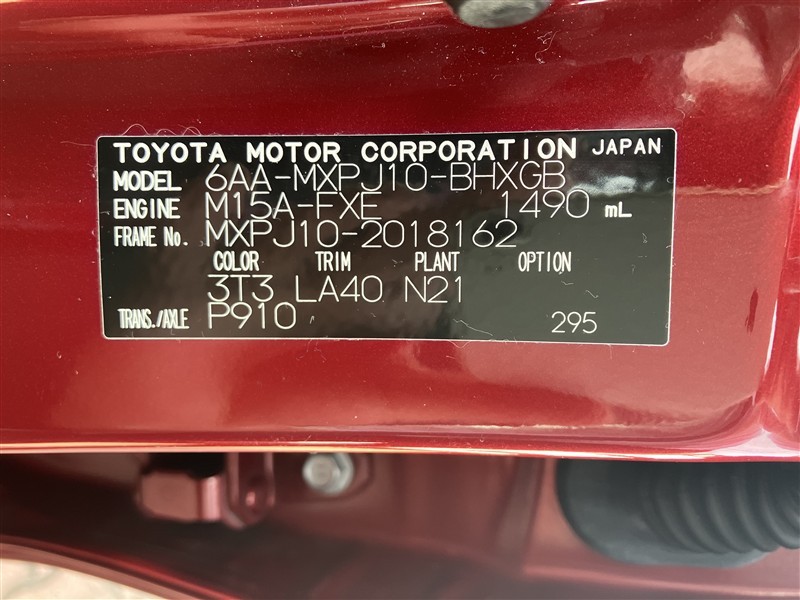 TOYOTA MOTOR CORPORATION JAPAN
MODEL 6AA-MXPJ10-BHXGB
ENGINE M15A-FXE 1490 mL
FRAME No. MXPJ10-2018162
COLOR TRIM PLANT OPTION
3T3 LA40 N21
TRANS./AXLE P910 295